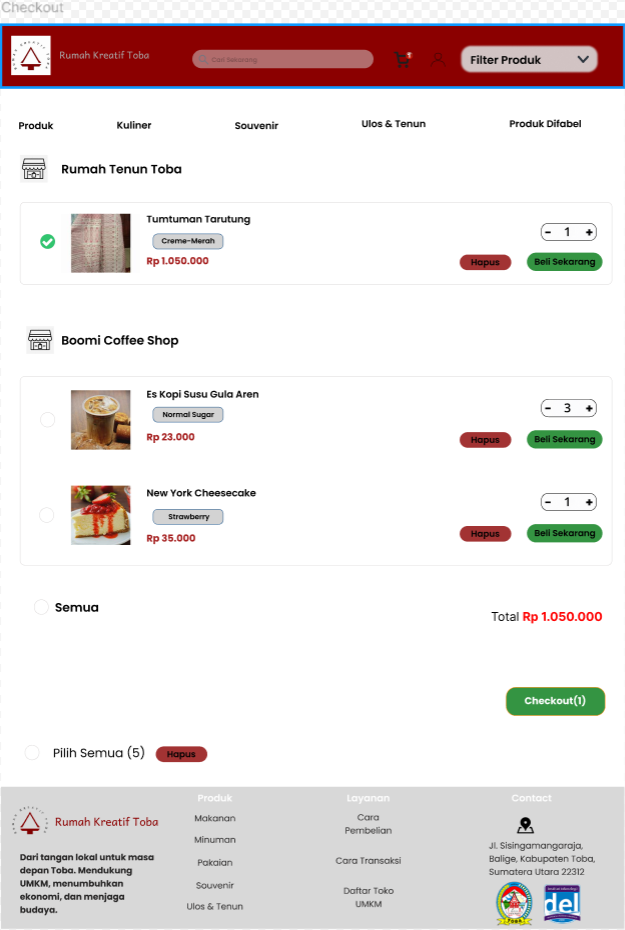 Checkout
Rumah Kreatif Toba
Cari Sekarang
Filter Produk
Produk
Kuliner
Souvenir
Ulos & Tenun
Produk Difabel
Rumah Tenun Toba
Tumtuman Tarutung
Creme-Merah
Rp 1.050.000
- 1 +
Hapus
Beli Sekarang
Boomi Coffee Shop
Es Kopi Susu Gula Aren
Normal Sugar
Rp 23.000
- 3 +
Hapus
Beli Sekarang
New York Cheesecake
Strawberry
Rp 35.000
- 1 +
Hapus
Beli Sekarang
Semua
Total Rp 1.050.000
Checkout(1)
Pilih Semua (5)
Hapus
Rumah Kreatif Toba
Dari tangan lokal untuk masa
depan Toba. Mendukung
UMKM, menumbuhkan
ekonomi, dan menjaga
budaya.
Produk
Makanan
Minuman
Pakaian
Souvenir
Ulos & Tenun
Layanan
Cara
Pembelian
Cara Transaksi
Daftar Toko
UMKM
Contact
Jl. Sisingamangaraja,
Balige, Kabupaten Toba,
Sumatera Utara 22312
TOBA
del